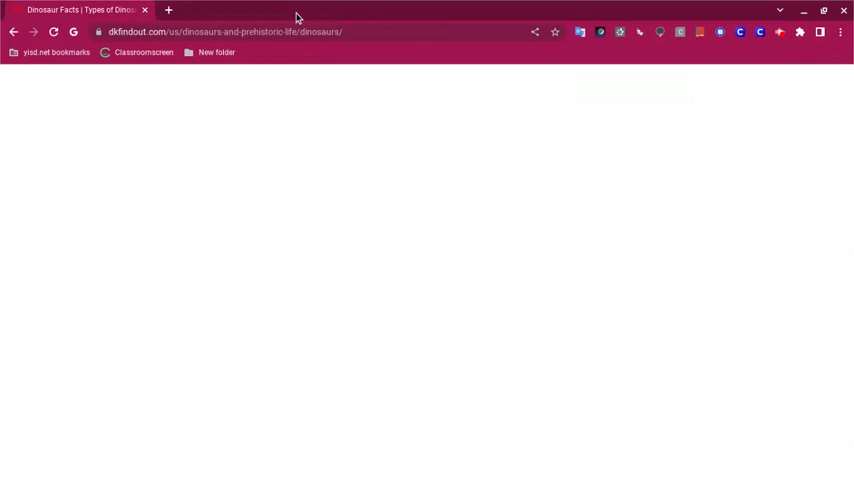 Dinosaur Facts | Types of Dinos
dkfindout.com/us/dinosaurs-and-prehistoric-life/dinosaurs/
yisd.net bookmarks
Classroomscreen
New folder